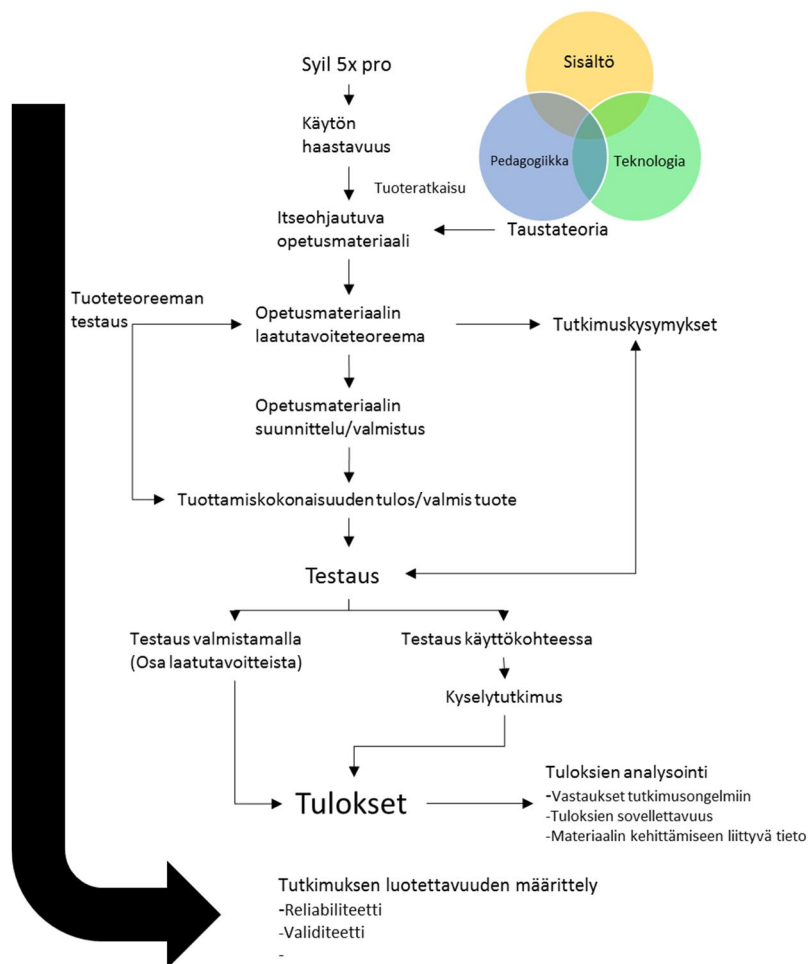 Syil 5x pro
Sisältö
Käytön
haastavuus
Pedagogiikka
Teknologia
Tuoteratkaisu
Itseohjautuva
opetusmateriaali
Taustateoria
Tuoteteoreeman
testaus
Opetusmateriaalin
laatutavoiteteoreema
Tutkimuskysymykset
Opetusmateriaalin
suunnittelu/valmistus
Tuottamiskokonaisuuden tulos/valmis tuote
Testaus
Testaus valmistamalla
(Osa laatutavoitteista)
Testaus käyttökohteessa
Kyselytutkimus
Tulokset
Tuloksien analysointi
-Vastaukset tutkimusongelmiin
-Tuloksien sovellettavuus
-Materiaalin kehittämiseen liittyvä tieto
Tutkimuksen luotettavuuden määrittely
-Reliabiliteetti
-Validiteetti
-